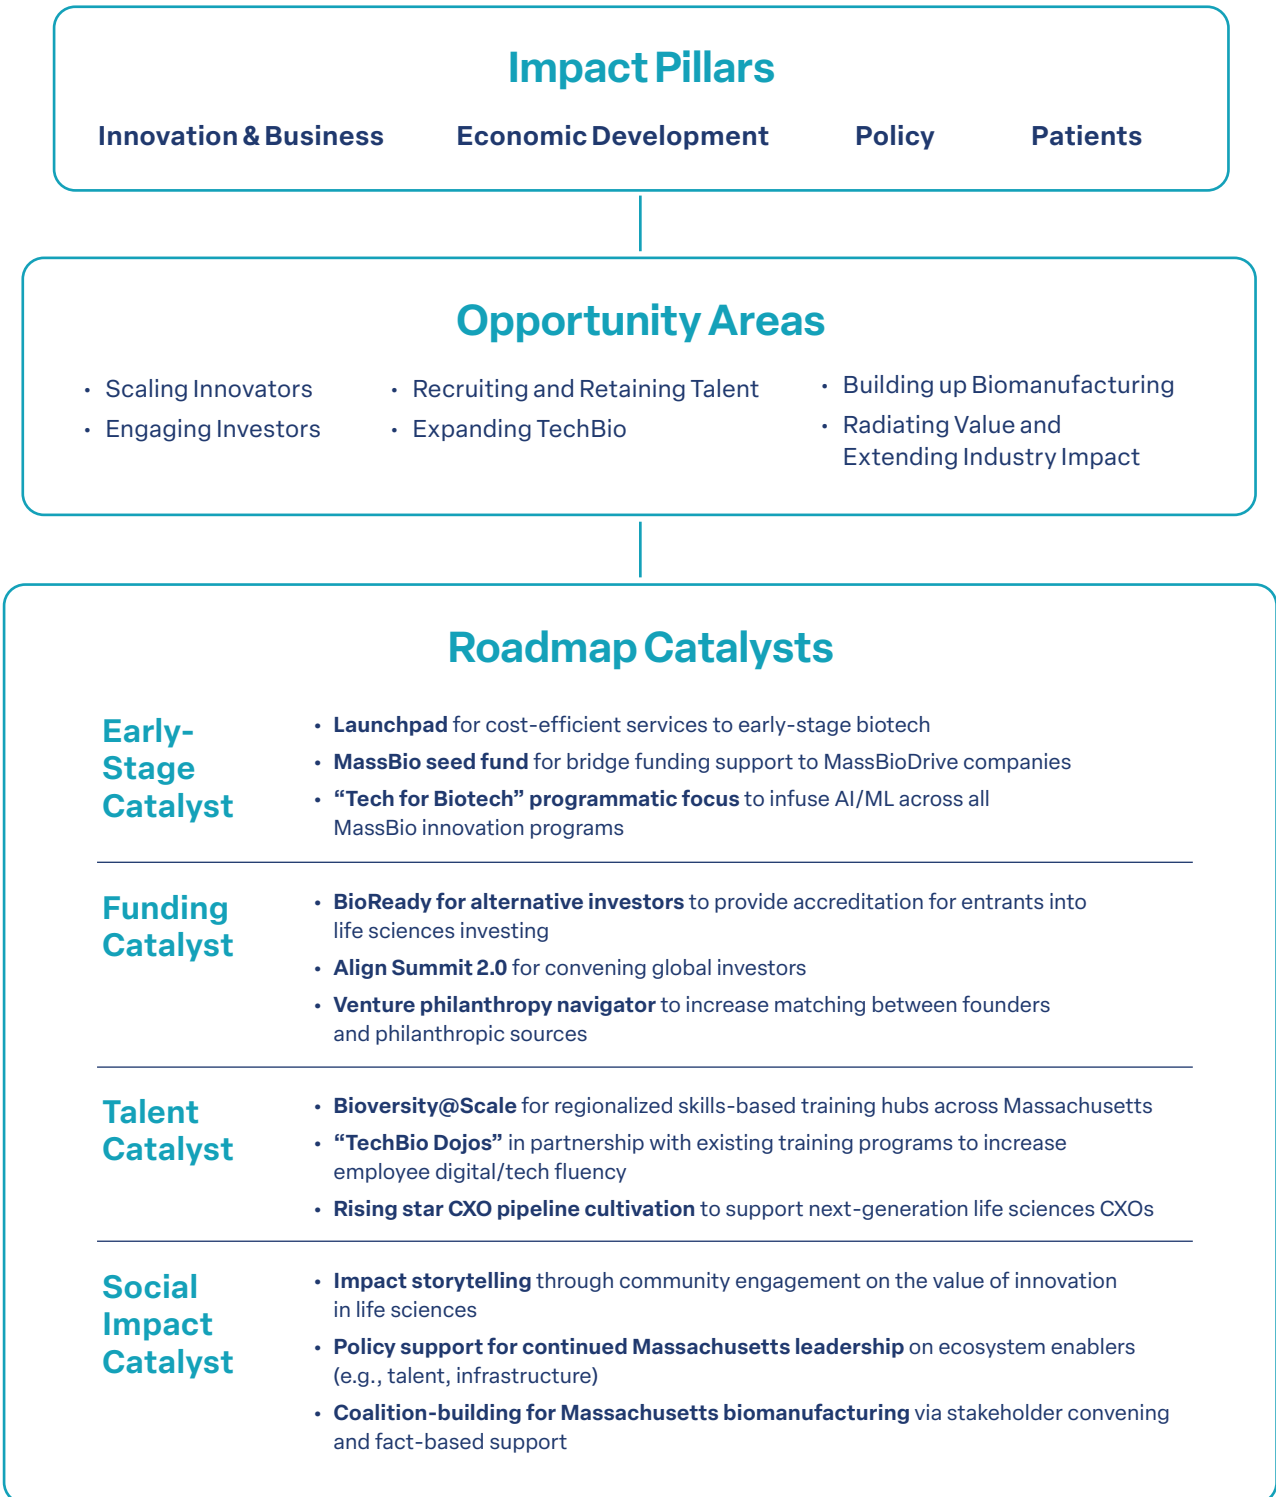 Impact Pillars
Innovation & Business Economic Development Policy Patients
Opportunity Areas
• Scaling Innovators
• Engaging Investors
• Recruiting and Retaining Talent
• Expanding TechBio
• Building up Biomanufacturing
• Radiating Value and
Extending Industry Impact
Roadmap Catalysts
Early-
Stage
Catalyst
• Launchpad for cost-efficient services to early-stage biotech
• MassBio seed fund for bridge funding support to MassBioDrive companies
• “Tech for Biotech” programmatic focus to infuse AI/ML across all
MassBio innovation programs
Funding
Catalyst
• BioReady for alternative investors to provide accreditation for entrants into
life sciences investing
• Align Summit 2.0 for convening global investors
• Venture philanthropy navigator to increase matching between founders
and philanthropic sources
Talent
Catalyst
• Bioversity@Scale for regionalized skills-based training hubs across Massachusetts
• “TechBio Dojos” in partnership with existing training programs to increase
employee digital/tech fluency
• Rising star CXO pipeline cultivation to support next-generation life sciences CXOs
Social
Impact
Catalyst
• Impact storytelling through community engagement on the value of innovation
in life sciences
• Policy support for continued Massachusetts leadership on ecosystem enablers
(e.g., talent, infrastructure)
• Coalition-building for Massachusetts biomanufacturing via stakeholder convening
and fact-based support